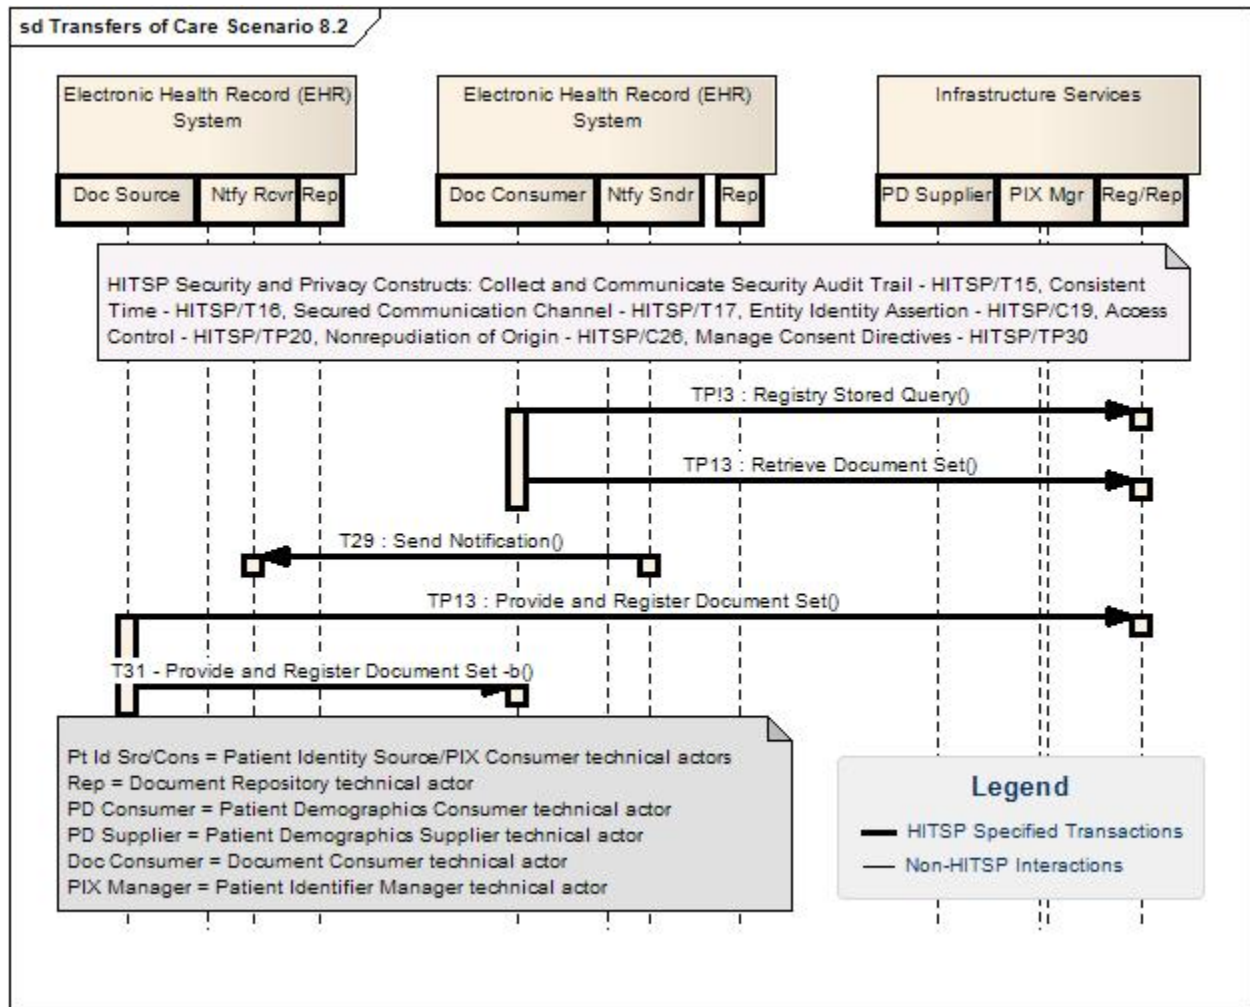 sd Transfers of Care Scenario 8.2
Electronic Health Record (EHR)
System
Electronic Health Record (EHR)
System
Infrastructure Services
Doc Source
Ntfy Rcvr
Rep
Doc Consumer
Ntfy Sndr
Rep
PD Supplier
PIX Mgr
Reg/Rep
HITSP Security and Privacy Constructs: Collect and Communicate Security Audit Trail - HITSP/T15, Consistent
Time - HITSP/T16, Secured Communication Channel - HITSP/T17, Entity Identity Assertion - HITSP/C19, Access
Control - HITSP/TP20, Nonrepudiation of Origin - HITSP/C26, Manage Consent Directives - HITSP/TP30
TP!3 : Registry Stored Query()
TP13 : Retrieve Document Set()
T29 : Send Notification()
TP13 : Provide and Register Document Set()
T31 - Provide and Register Document Set -b()
Pt Id Src/Cons = Patient Identity Source/PIX Consumer technical actors
Rep = Document Repository technical actor
PD Consumer = Patient Demographics Consumer technical actor
PD Supplier = Patient Demographics Supplier technical actor
Doc Consumer = Document Consumer technical actor
PIX Manager = Patient Identifier Manager technical actor
Legend
HITSP Specified Transactions
Non-HITSP Interactions